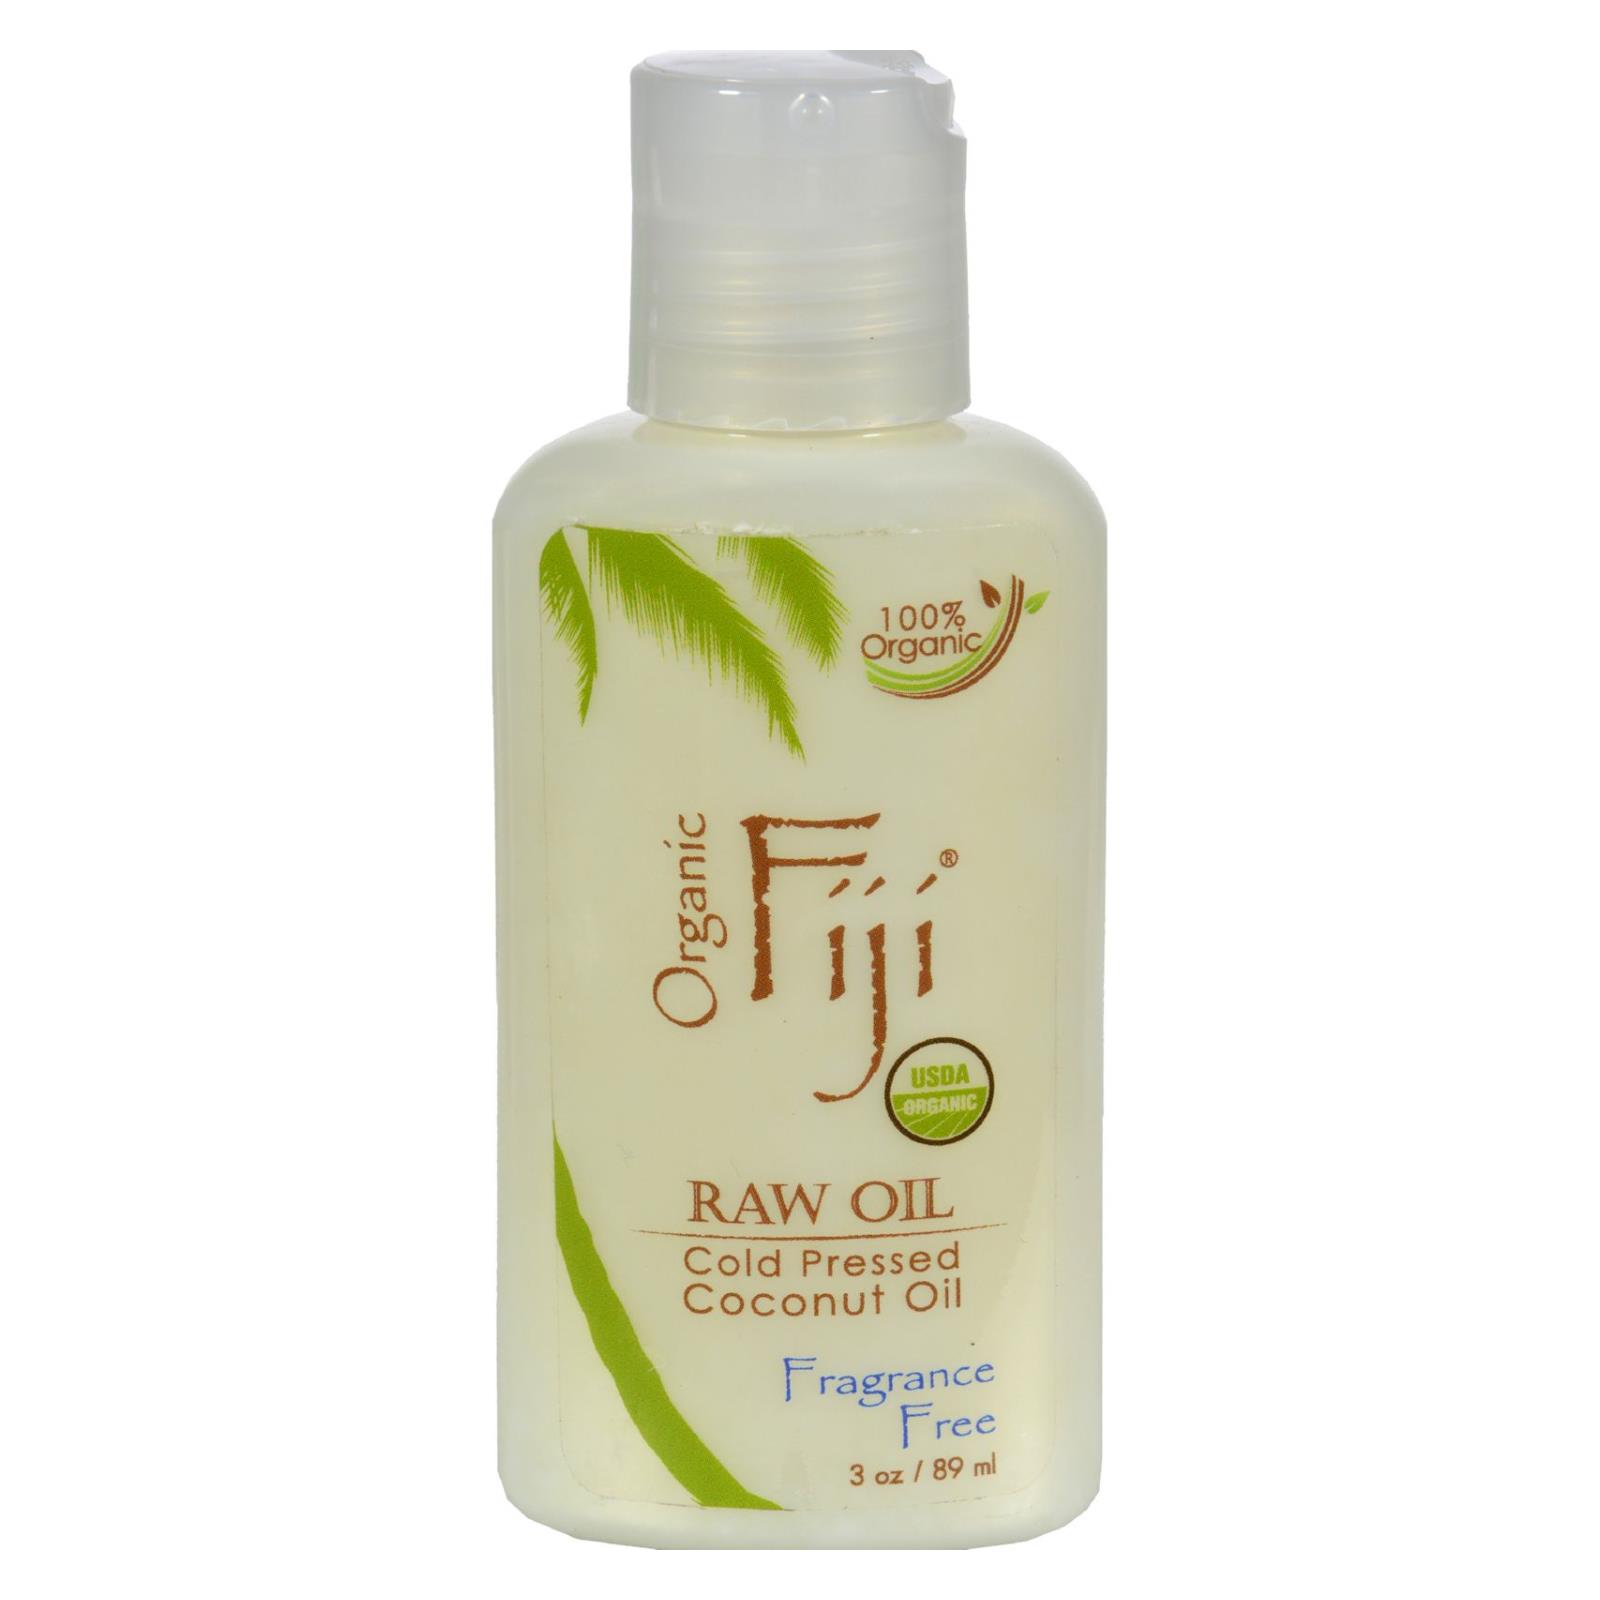 100%
Organic
Organic
Fiji®
USDA
ORGANIC
RAW OIL
Cold Pressed
Coconut Oil
Fragrance
Free
3 oz / 89 ml